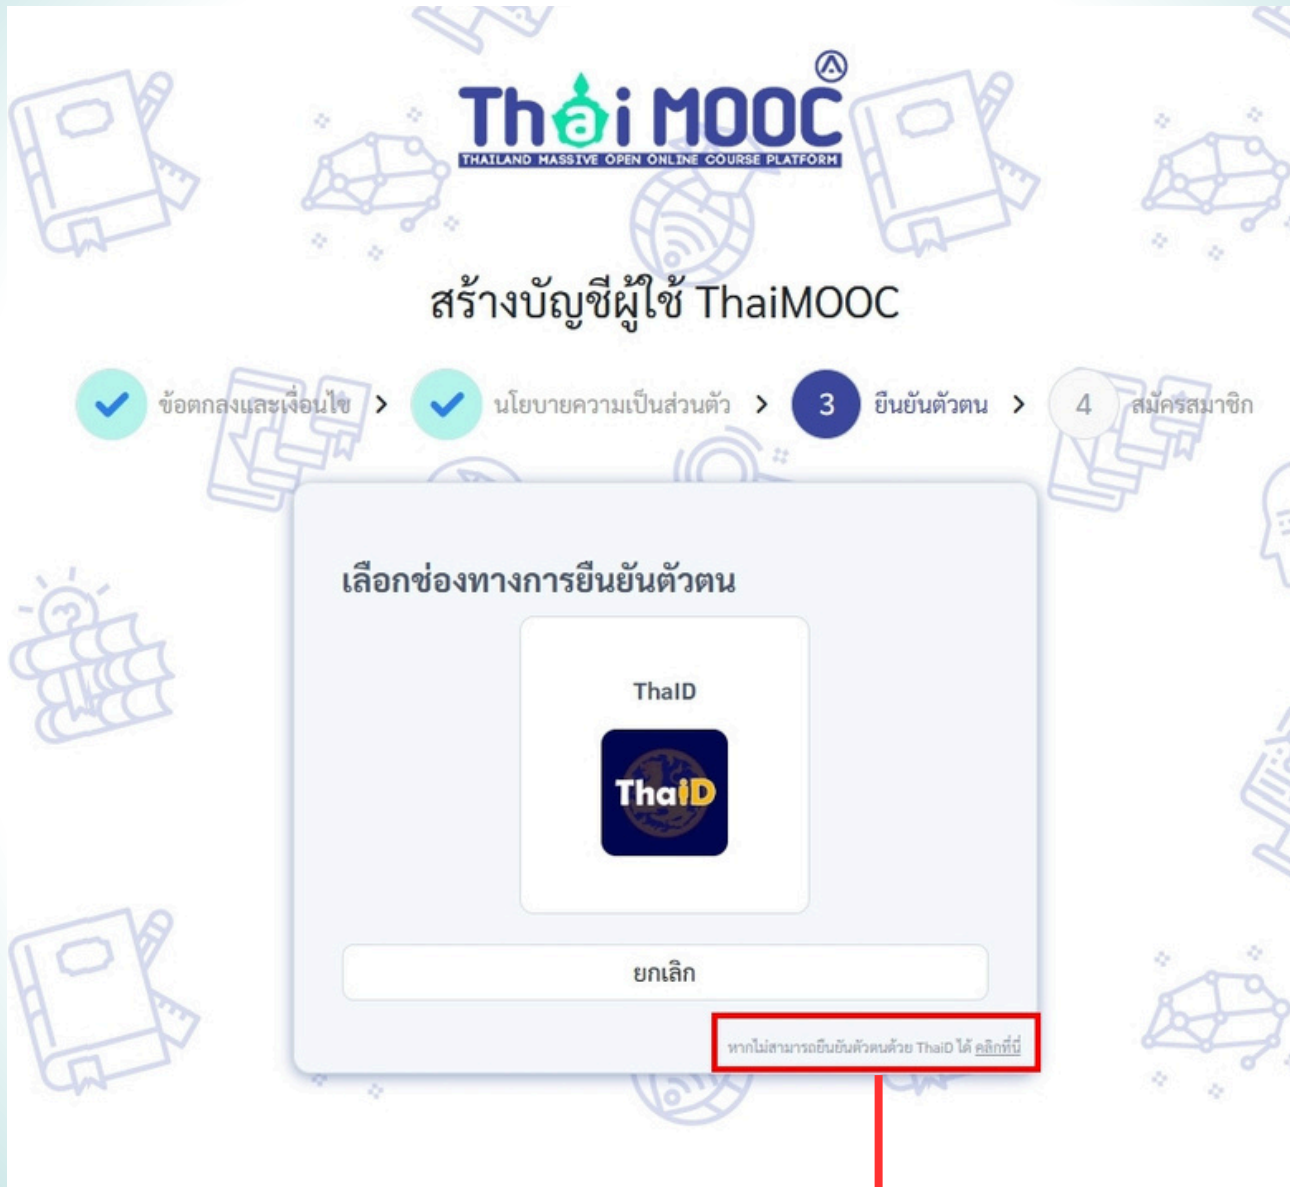 Thai MOOC
THAILAND MASSIVE OPEN ONLINE COURSE PLATFORM
สร้างบัญชีผู้ใช้ ThaiMOOC
ข้อตกลงและเงื่อนไข > นโยบายความเป็นส่วนตัว > 3 ยืนยันตัวตน > 4 สมัครสมาชิก
เลือกช่องทางการยืนยันตัวตน
ThaID
ThaiD
ยกเลิก
หากไม่สามารถยืนยันตัวตนด้วย ThaiD ได้ คลิกที่นี่